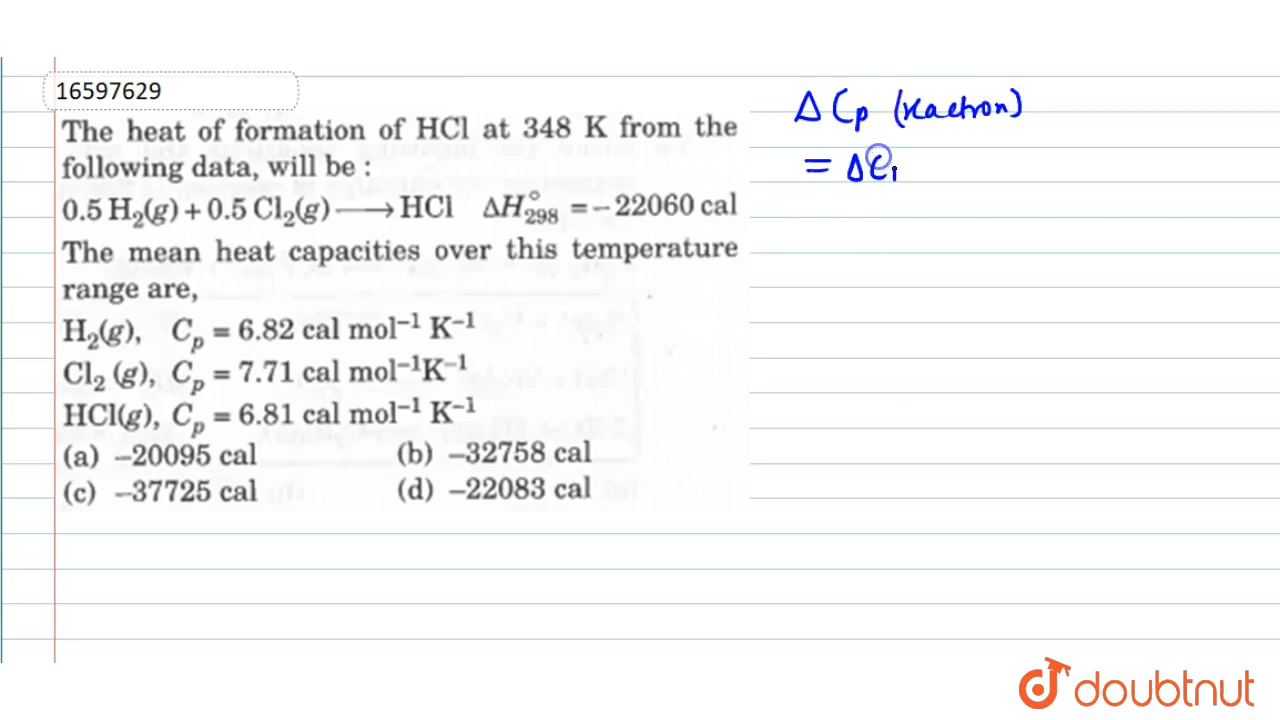 16597629
The heat of formation of HCl at 348 K from the
following data, will be :
0.5 H₂(g) + 0.5 Cl₂(g) ⟶ HCl ΔH°₂₉₈ = – 22060 cal
The mean heat capacities over this temperature
range are,
H₂(g), Cₚ = 6.82 cal mol⁻¹ K⁻¹
Cl₂ (g), Cₚ = 7.71 cal mol⁻¹K⁻¹
HCl(g), Cₚ = 6.81 cal mol⁻¹ K⁻¹
(a) –20095 cal (b) –32758 cal
(c) –37725 cal (d) –22083 cal
Δ Cp (reaction)
= Δ
doubtnut